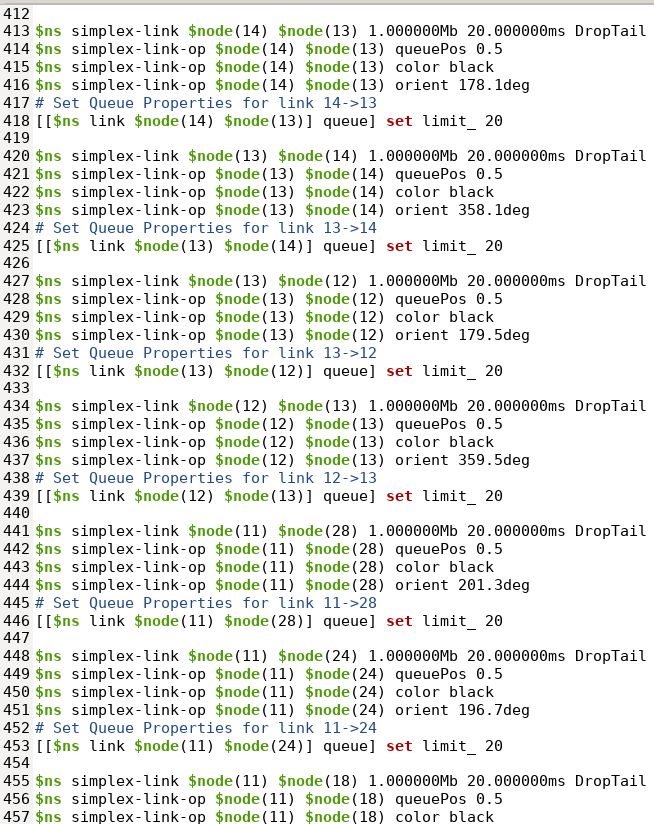 412
413 $ns simplex-link $node(14) $node(13) 1.000000Mb 20.000000ms DropTail
414 $ns simplex-link-op $node(14) $node(13) queuePos 0.5
415 $ns simplex-link-op $node(14) $node(13) color black
416 $ns simplex-link-op $node(14) $node(13) orient 178.1deg
417 # Set Queue Properties for link 14->13
418 [[$ns link $node(14) $node(13)] queue] set limit_ 20
419
420 $ns simplex-link $node(13) $node(14) 1.000000Mb 20.000000ms DropTail
421 $ns simplex-link-op $node(13) $node(14) queuePos 0.5
422 $ns simplex-link-op $node(13) $node(14) color black
423 $ns simplex-link-op $node(13) $node(14) orient 358.1deg
424 # Set Queue Properties for link 13->14
425 [[$ns link $node(13) $node(14)] queue] set limit_ 20
426
427 $ns simplex-link $node(13) $node(12) 1.000000Mb 20.000000ms DropTail
428 $ns simplex-link-op $node(13) $node(12) queuePos 0.5
429 $ns simplex-link-op $node(13) $node(12) color black
430 $ns simplex-link-op $node(13) $node(12) orient 179.5deg
431 # Set Queue Properties for link 13->12
432 [[$ns link $node(13) $node(12)] queue] set limit_ 20
433
434 $ns simplex-link $node(12) $node(13) 1.000000Mb 20.000000ms DropTail
435 $ns simplex-link-op $node(12) $node(13) queuePos 0.5
436 $ns simplex-link-op $node(12) $node(13) color black
437 $ns simplex-link-op $node(12) $node(13) orient 359.5deg
438 # Set Queue Properties for link 12->13
439 [[$ns link $node(12) $node(13)] queue] set limit_ 20
440
441 $ns simplex-link $node(11) $node(28) 1.000000Mb 20.000000ms DropTail
442 $ns simplex-link-op $node(11) $node(28) queuePos 0.5
443 $ns simplex-link-op $node(11) $node(28) color black
444 $ns simplex-link-op $node(11) $node(28) orient 201.3deg
445 # Set Queue Properties for link 11->28
446 [[$ns link $node(11) $node(28)] queue] set limit_ 20
447
448 $ns simplex-link $node(11) $node(24) 1.000000Mb 20.000000ms DropTail
449 $ns simplex-link-op $node(11) $node(24) queuePos 0.5
450 $ns simplex-link-op $node(11) $node(24) color black
451 $ns simplex-link-op $node(11) $node(24) orient 196.7deg
452 # Set Queue Properties for link 11->24
453 [[$ns link $node(11) $node(24)] queue] set limit_ 20
454
455 $ns simplex-link $node(11) $node(18) 1.000000Mb 20.000000ms DropTail
456 $ns simplex-link-op $node(11) $node(18) queuePos 0.5
457 $ns simplex-link-op $node(11) $node(18) color black